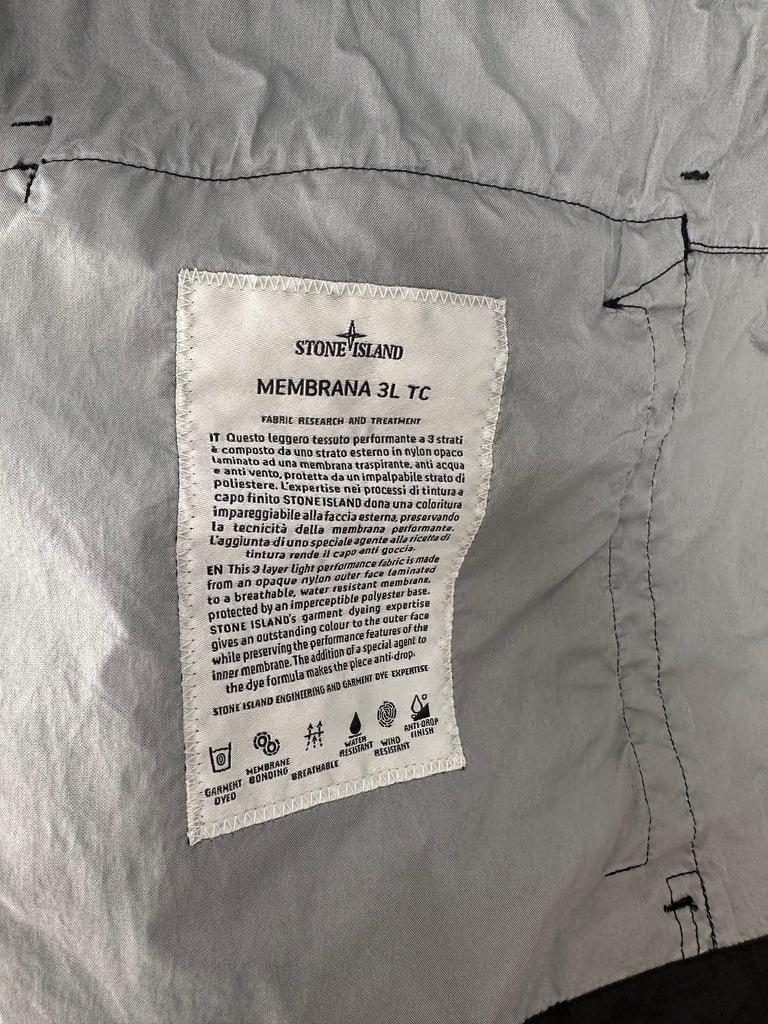 STONE ISLAND
MEMBRANA 3L TC
FABRIC RESEARCH AND TREATMENT
IT Questo leggero tessuto performante a 3 strati
è composto da uno strato esterno in nylon opaco
laminato ad una membrana traspirante, anti acqua
e anti vento, protetta da un impalpabile strato di
poliestere. L'expertise nei processi di tintura a
capo finito STONE ISLAND dona una coloritura
impareggiabile alla faccia esterna, preservando
la tecnicità della membrana performante.
L'aggiunta di uno speciale agente alla ricetta di
tintura rende il capo anti goccia.
EN This 3 layer light performance fabric is made
from an opaque nylon outer face laminated
to a breathable, water resistant membrane,
protected by an imperceptible polyester base.
STONE ISLAND's garment dyeing expertise
gives an outstanding colour to the outer face
while preserving the performance features of the
inner membrane. The addition of a special agent to
the dye formula makes the piece anti-drop.
STONE ISLAND ENGINEERING AND GARMENT DYE EXPERTISE
GARMENT
DYED
MEMBRANE
BONDING
BREATHABLE
WATER
RESISTANT
WIND
RESISTANT
ANTI-DROP
FINISH